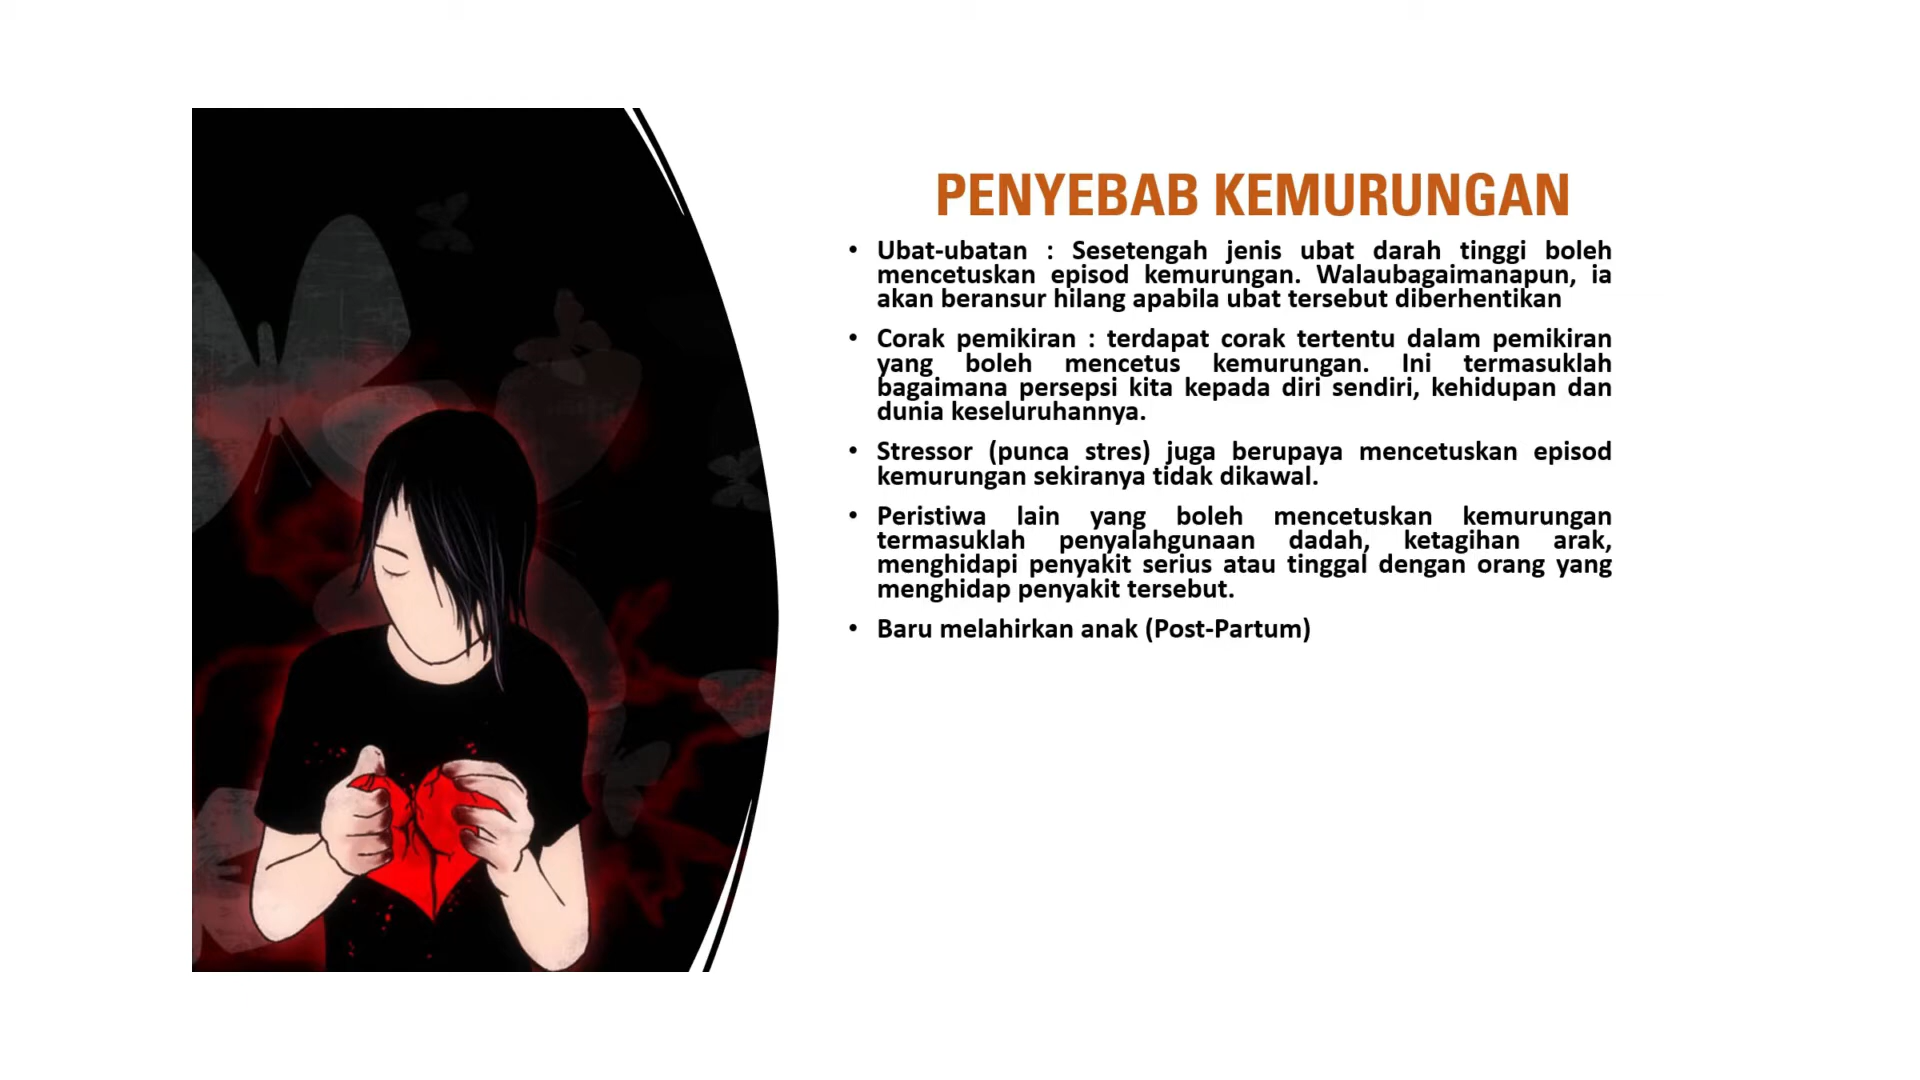 PENYEBAB KEMURUNGAN
• Ubat-ubatan : Sesetengah jenis ubat darah tinggi boleh
mencetuskan episod kemurungan. Walaubagaimanapun, ia
akan beransur hilang apabila ubat tersebut diberhentikan
• Corak pemikiran : terdapat corak tertentu dalam pemikiran
yang boleh mencetus kemurungan. Ini termasuklah
bagaimana persepsi kita kepada diri sendiri, kehidupan dan
dunia keseluruhannya.
• Stressor (punca stres) juga berupaya mencetuskan episod
kemurungan sekiranya tidak dikawal.
• Peristiwa lain yang boleh mencetuskan kemurungan
termasuklah penyalahgunaan dadah, ketagihan arak,
menghidapi penyakit serius atau tinggal dengan orang yang
menghidap penyakit tersebut.
• Baru melahirkan anak (Post-Partum)